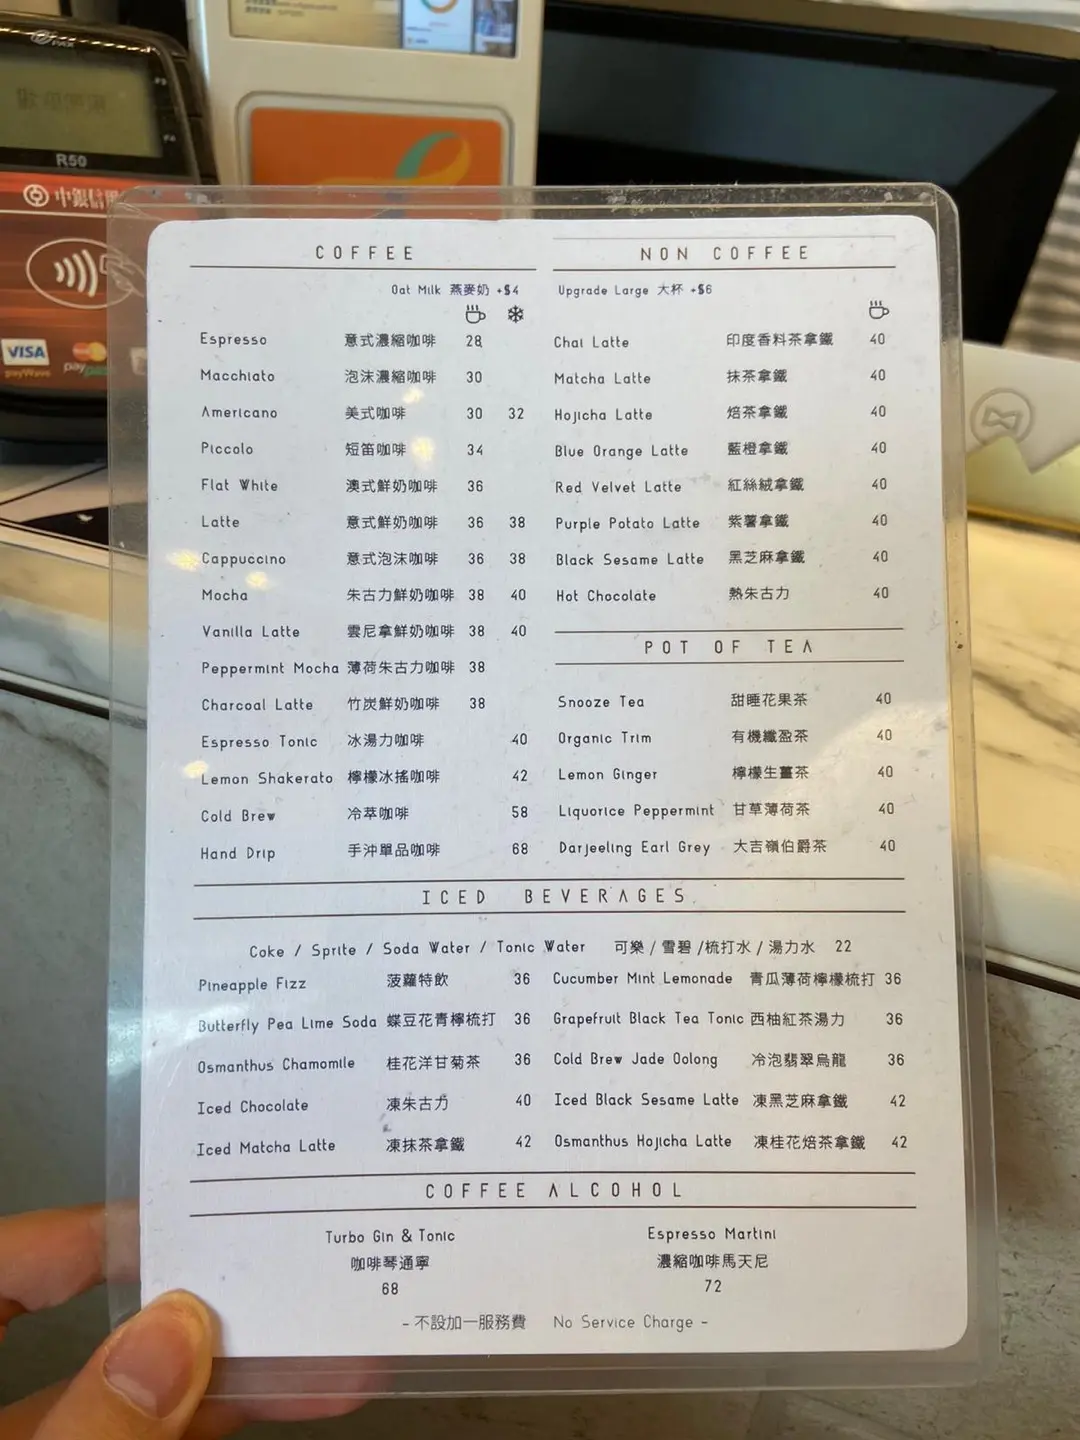 PAX
R50
中銀信用
VISA
payWave
COFFEE
Oat Milk 燕麥奶 +$4
Espresso 意式濃縮咖啡 28
Macchiato 泡沫濃縮咖啡 30
Americano 美式咖啡 30 32
Piccolo 短笛咖啡 34
Flat White 澳式鮮奶咖啡 36
Latte 意式鮮奶咖啡 36 38
Cappuccino 意式泡沫咖啡 36 38
Mocha 朱古力鮮奶咖啡 38 40
Vanilla Latte 雲尼拿鮮奶咖啡 38 40
Peppermint Mocha 薄荷朱古力咖啡 38
Charcoal Latte 竹炭鮮奶咖啡 38
Espresso Tonic 冰湯力咖啡 40
Lemon Shakerato 檸檬冰搖咖啡 42
Cold Brew 冷萃咖啡 58
Hand Drip 手沖單品咖啡 68
NON COFFEE
Upgrade Large 大杯 +$6
Chai Latte 印度香料茶拿鐵 40
Matcha Latte 抹茶拿鐵 40
Hojicha Latte 焙茶拿鐵 40
Blue Orange Latte 藍橙拿鐵 40
Red Velvet Latte 紅絲絨拿鐵 40
Purple Potato Latte 紫薯拿鐵 40
Black Sesame Latte 黑芝麻拿鐵 40
Hot Chocolate 熱朱古力 40
POT OF TEA
Snooze Tea 甜睡花果茶 40
Organic Trim 有機纖盈茶 40
Lemon Ginger 檸檬生薑茶 40
Liquorice Peppermint 甘草薄荷茶 40
Darjeeling Earl Grey 大吉嶺伯爵茶 40
ICED BEVERAGES
Coke / Sprite / Soda Water / Tonic Water 可樂 / 雪碧 /梳打水 / 湯力水 22
Pineapple Fizz 菠蘿特飲 36 Cucumber Mint Lemonade 青瓜薄荷檸檬梳打 36
Butterfly Pea Lime Soda 蝶豆花青檸梳打 36 Grapefruit Black Tea Tonic 西柚紅茶湯力 36
Osmanthus Chamomile 桂花洋甘菊茶 36 Cold Brew Jade Oolong 冷泡翡翠烏龍 36
Iced Chocolate 凍朱古力 40 Iced Black Sesame Latte 凍黑芝麻拿鐵 42
Iced Matcha Latte 凍抹茶拿鐵 42 Osmanthus Hojicha Latte 凍桂花焙茶拿鐵 42
COFFEE ALCOHOL
Turbo Gin & Tonic
咖啡琴通寧
68
Espresso Martini
濃縮咖啡馬天尼
72
- 不設加一服務費 No Service Charge -